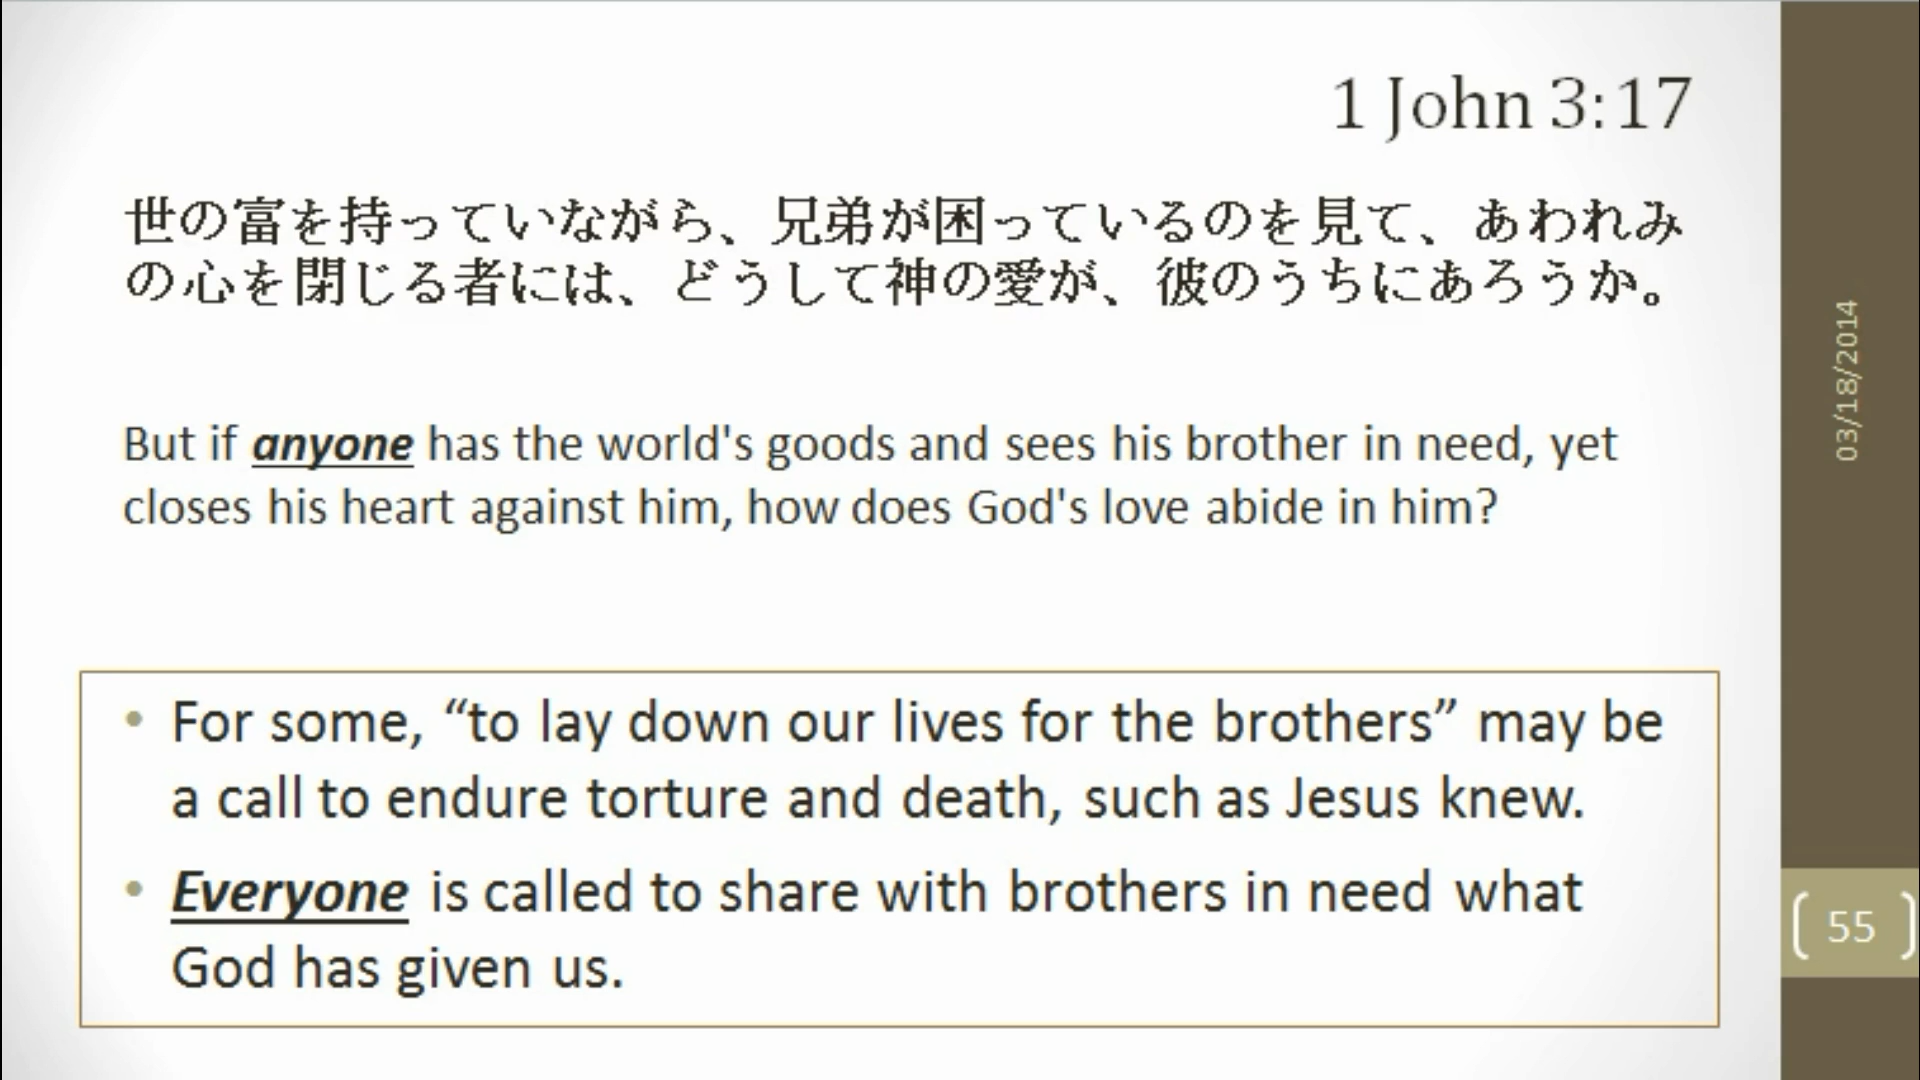 1 John 3:17
世の富を持っていながら、兄弟が困っているのを見て、あわれみ
の心を閉じる者には、どうして神の愛が、彼のうちにあろうか。
But if anyone has the world's goods and sees his brother in need, yet
closes his heart against him, how does God's love abide in him?
• For some, “to lay down our lives for the brothers” may be
a call to endure torture and death, such as Jesus knew.
• Everyone is called to share with brothers in need what
God has given us.
03/18/2014
55